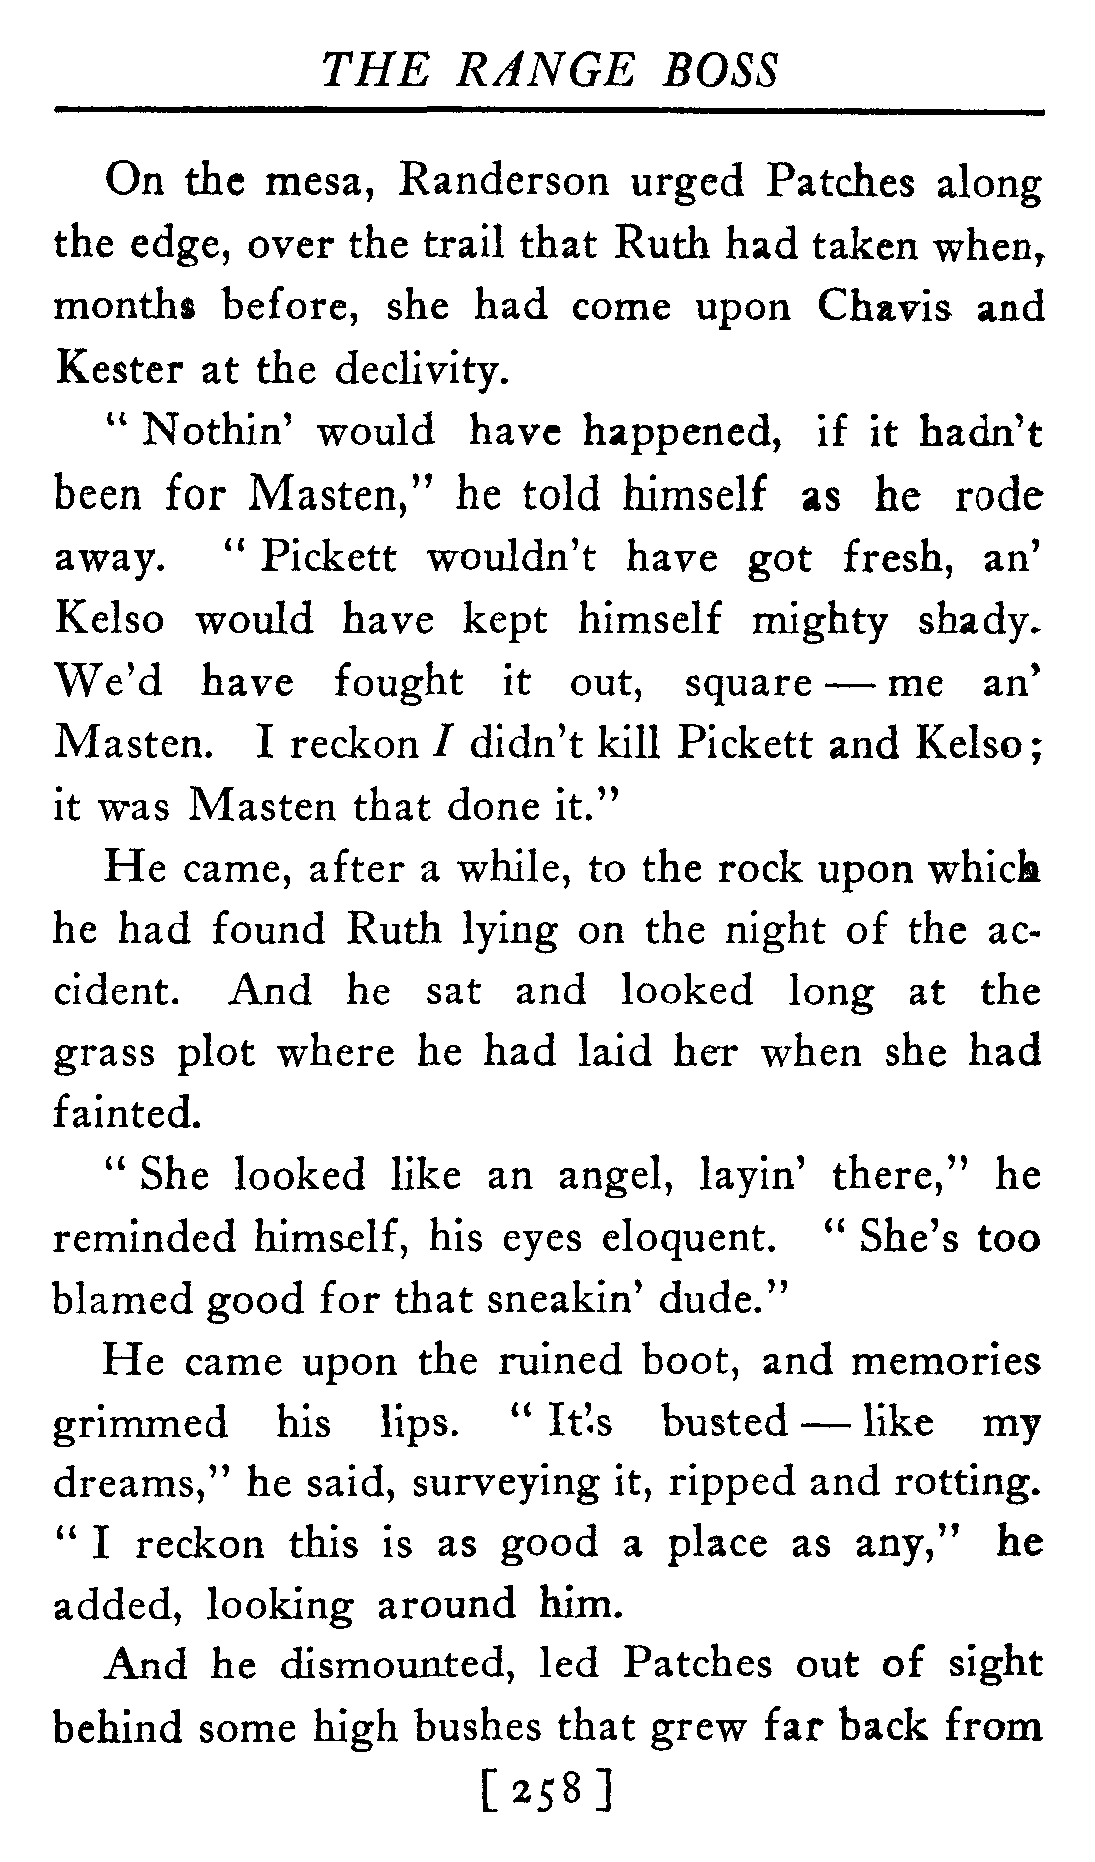 THE RANGE BOSS
On the mesa, Randerson urged Patches along
the edge, over the trail that Ruth had taken when,
months before, she had come upon Chavis and
Kester at the declivity.
“ Nothin’ would have happened, if it hadn’t
been for Masten,” he told himself as he rode
away. “ Pickett wouldn’t have got fresh, an’
Kelso would have kept himself mighty shady.
We’d have fought it out, square — me an’
Masten. I reckon I didn’t kill Pickett and Kelso;
it was Masten that done it.”
He came, after a while, to the rock upon which
he had found Ruth lying on the night of the ac-
cident. And he sat and looked long at the
grass plot where he had laid her when she had
fainted.
“ She looked like an angel, layin’ there,” he
reminded himself, his eyes eloquent. “ She’s too
blamed good for that sneakin’ dude.”
He came upon the ruined boot, and memories
grimmed his lips. “ It’s busted — like my
dreams,” he said, surveying it, ripped and rotting.
“ I reckon this is as good a place as any,” he
added, looking around him.
And he dismounted, led Patches out of sight
behind some high bushes that grew far back from
[ 258 ]